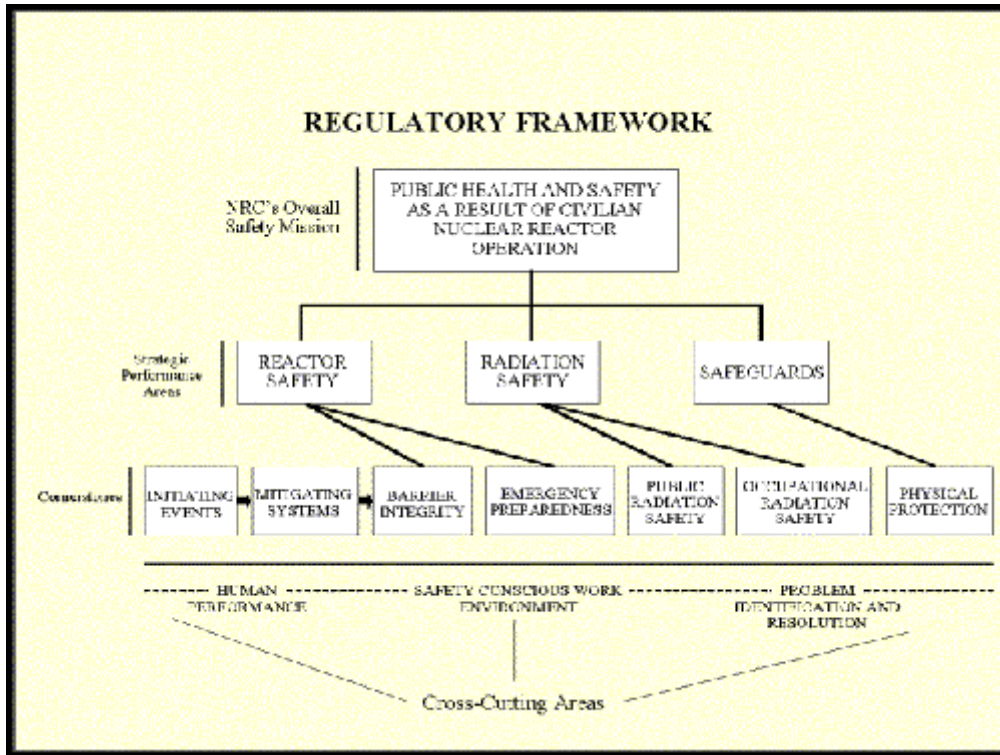 REGULATORY FRAMEWORK
NRC's Overall
Safety Mission
PUBLIC HEALTH AND SAFETY
AS A RESULT OF CIVILIAN
NUCLEAR REACTOR
OPERATION
Strategic
Performance
Areas
REACTOR
SAFETY
RADIATION
SAFETY
SAFEGUARDS
Cornerstones
INITIATING
EVENTS
MITIGATING
SYSTEMS
BARRIER
INTEGRITY
EMERGENCY
PREPAREDNESS
PUBLIC
RADIATION
SAFETY
OCCUPATIONAL
RADIATION
SAFETY
PHYSICAL
PROTECTION
HUMAN
PERFORMANCE
SAFETY CONSCIOUS WORK
ENVIRONMENT
PROBLEM
IDENTIFICATION AND
RESOLUTION
Cross-Cutting Areas